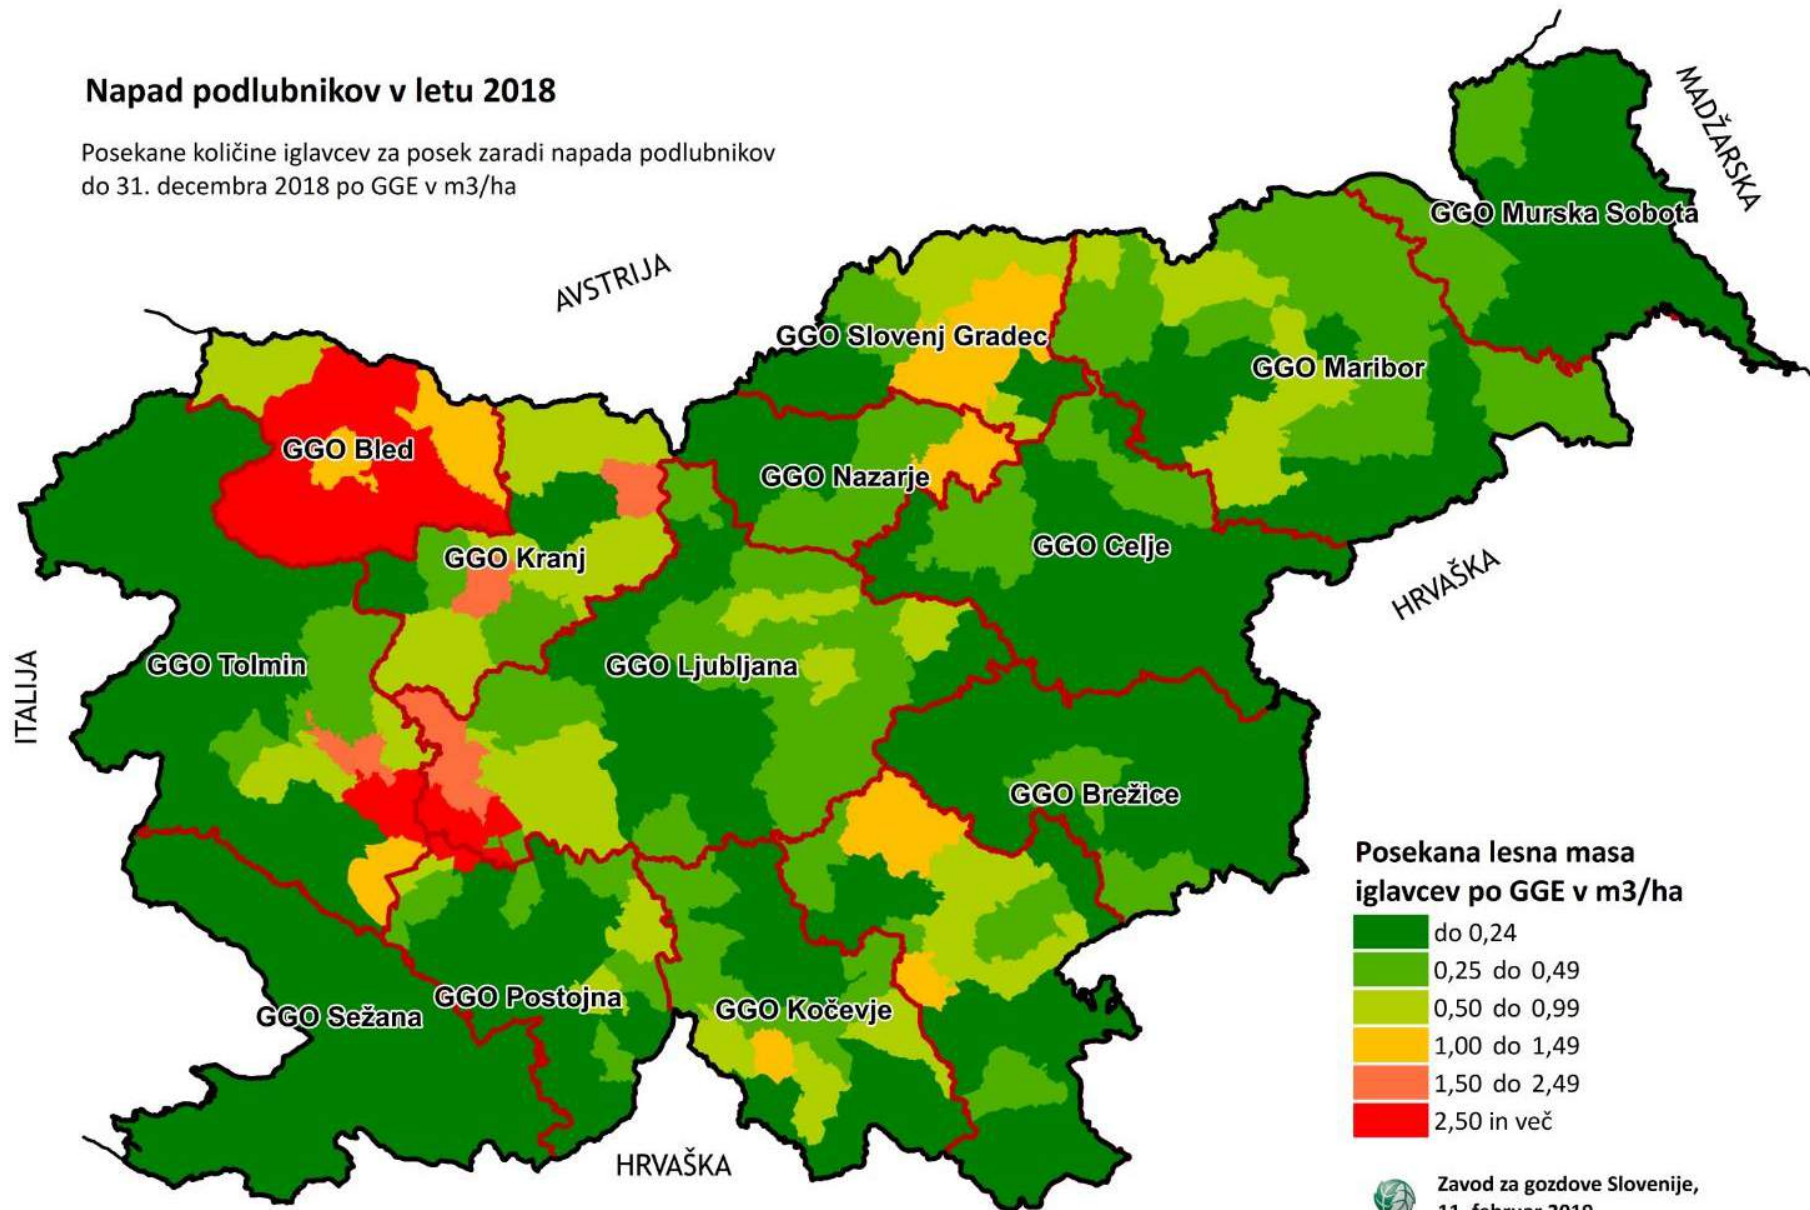 Napad podlubnikov v letu 2018
Posekane količine iglavcev za posek zaradi napada podlubnikov
do 31. decembra 2018 po GGE v m3/ha
MADŽARSKA
GGO Murska Sobota
AVSTRIJA
GGO Slovenj Gradec
GGO Maribor
GGO Bled
GGO Nazarje
GGO Celje
GGO Kranj
HRVAŠKA
ITALIJA
GGO Tolmin
GGO Ljubljana
GGO Brežice
GGO Postojna
GGO Kočevje
GGO Sežana
HRVAŠKA
Posekana lesna masa
iglavcev po GGE v m3/ha
do 0,24
0,25 do 0,49
0,50 do 0,99
1,00 do 1,49
1,50 do 2,49
2,50 in več
Zavod za gozdove Slovenije,
11. februar 2019